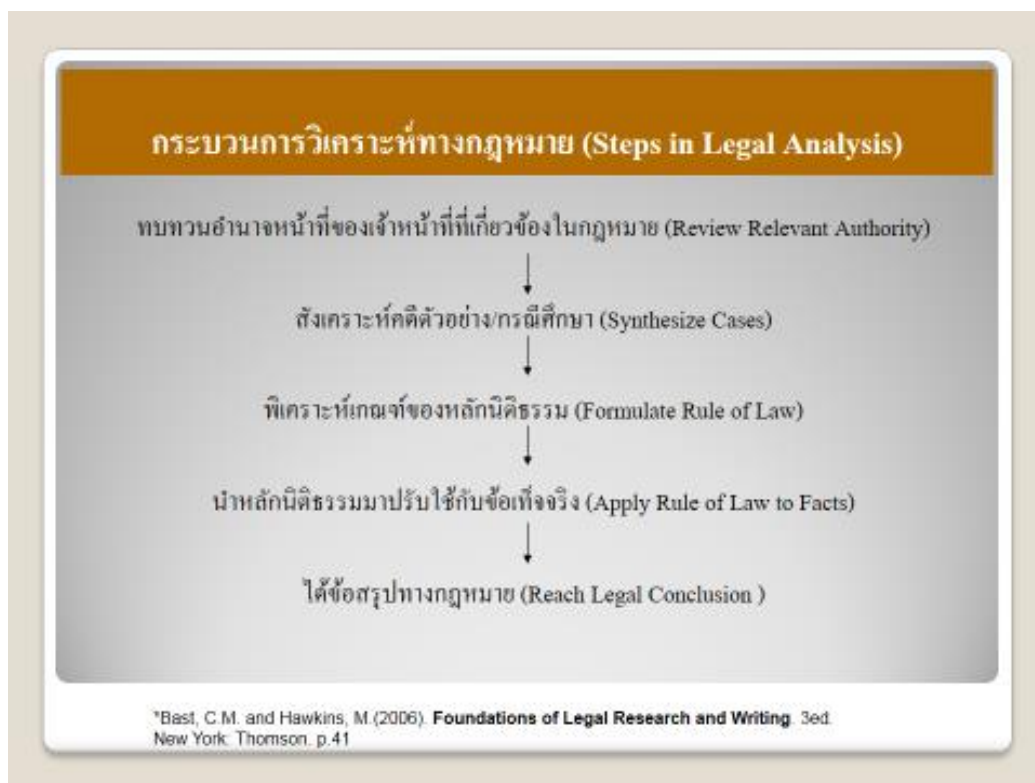 กระบวนการวิเคราะห์ทางกฎหมาย (Steps in Legal Analysis)
ทบทวนอำนาจหน้าที่ของเจ้าหน้าที่ที่เกี่ยวข้องในกฎหมาย (Review Relevant Authority)
สังเคราะห์คดีตัวอย่าง/กรณีศึกษา (Synthesize Cases)
พิเคราะห์เกณฑ์ของหลักนิติธรรม (Formulate Rule of Law)
นำหลักนิติธรรมมาปรับใช้กับข้อเท็จจริง (Apply Rule of Law to Facts)
ได้ข้อสรุปทางกฎหมาย (Reach Legal Conclusion )
*Bast, C.M. and Hawkins, M.(2006). Foundations of Legal Research and Writing. 3ed.
New York: Thomson. p.41